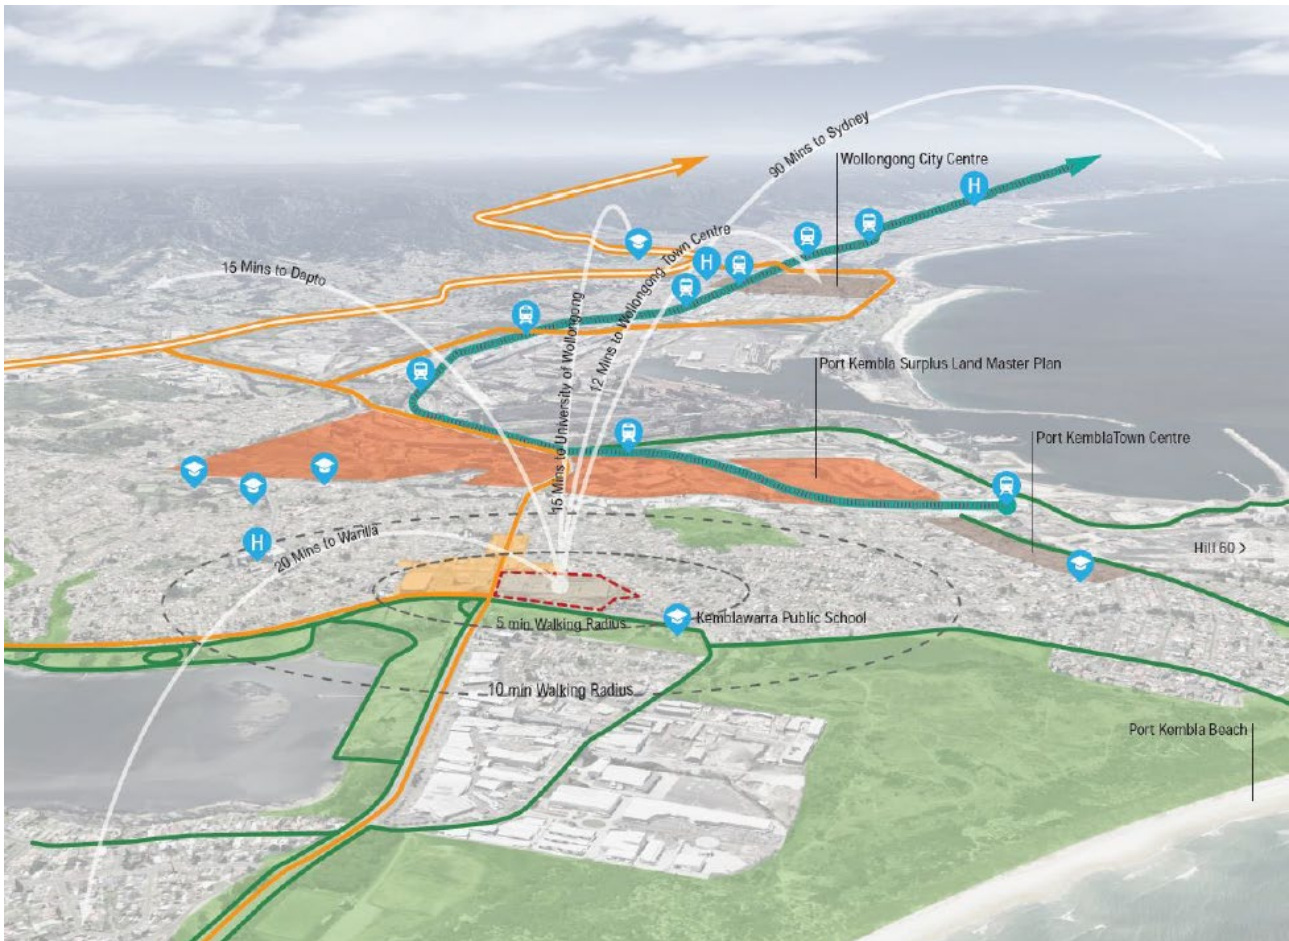 90 Mins to Sydney
Wollongong City Centre
H
15 Mins to Dapto
12 Mins to Wollongong Town Centre
H
15 Mins to University of Wollongong
Port Kembla Surplus Land Master Plan
Port KemblaTown Centre
20 Mins to Warilla
H
Hill 60 >
5 min Walking Radius
Kemblawarra Public School
10 min Walking Radius
Port Kembla Beach